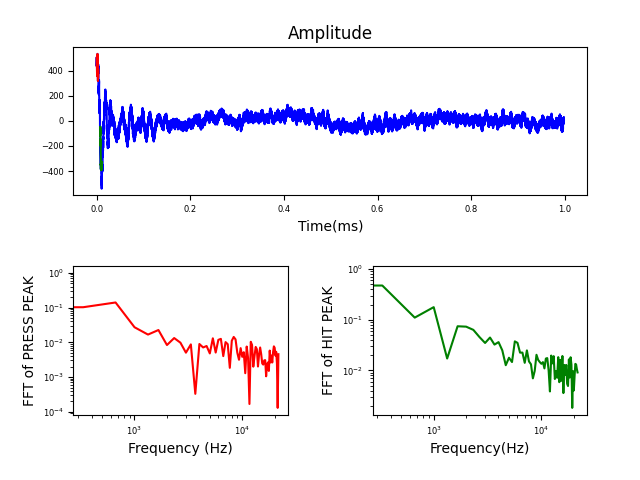 Amplitude
400
200
0
−200
−400
0.0 0.2 0.4 0.6 0.8 1.0
Time(ms)
FFT of PRESS PEAK
10⁰
10⁻¹
10⁻²
10⁻³
10⁻⁴
10³ 10⁴
Frequency (Hz)
FFT of HIT PEAK
10⁰
10⁻¹
10⁻²
10³ 10⁴
Frequency(Hz)